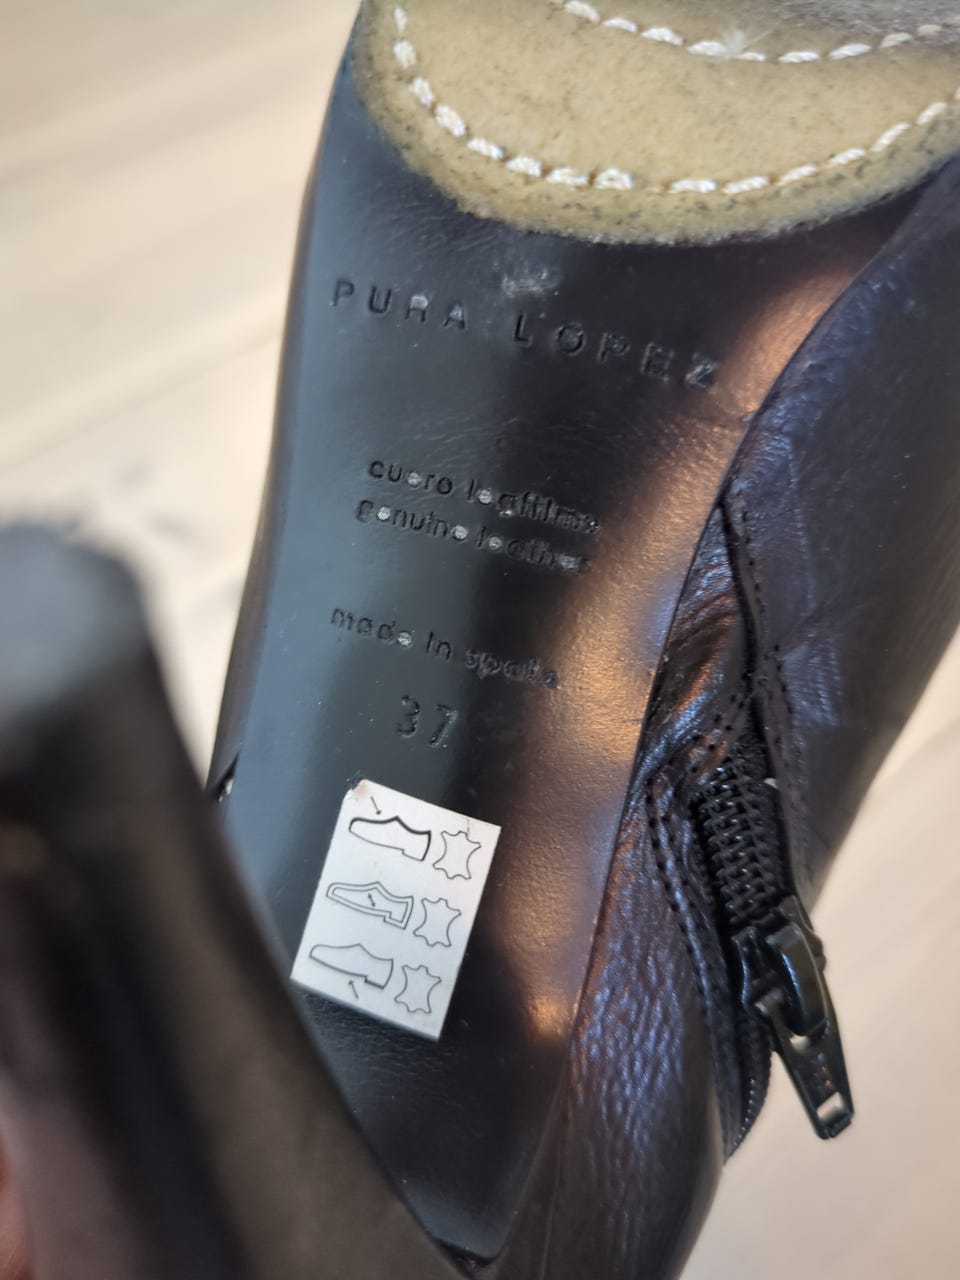 PURA LOPEZ
cuero legítimo
genuine leather
made in spain
37